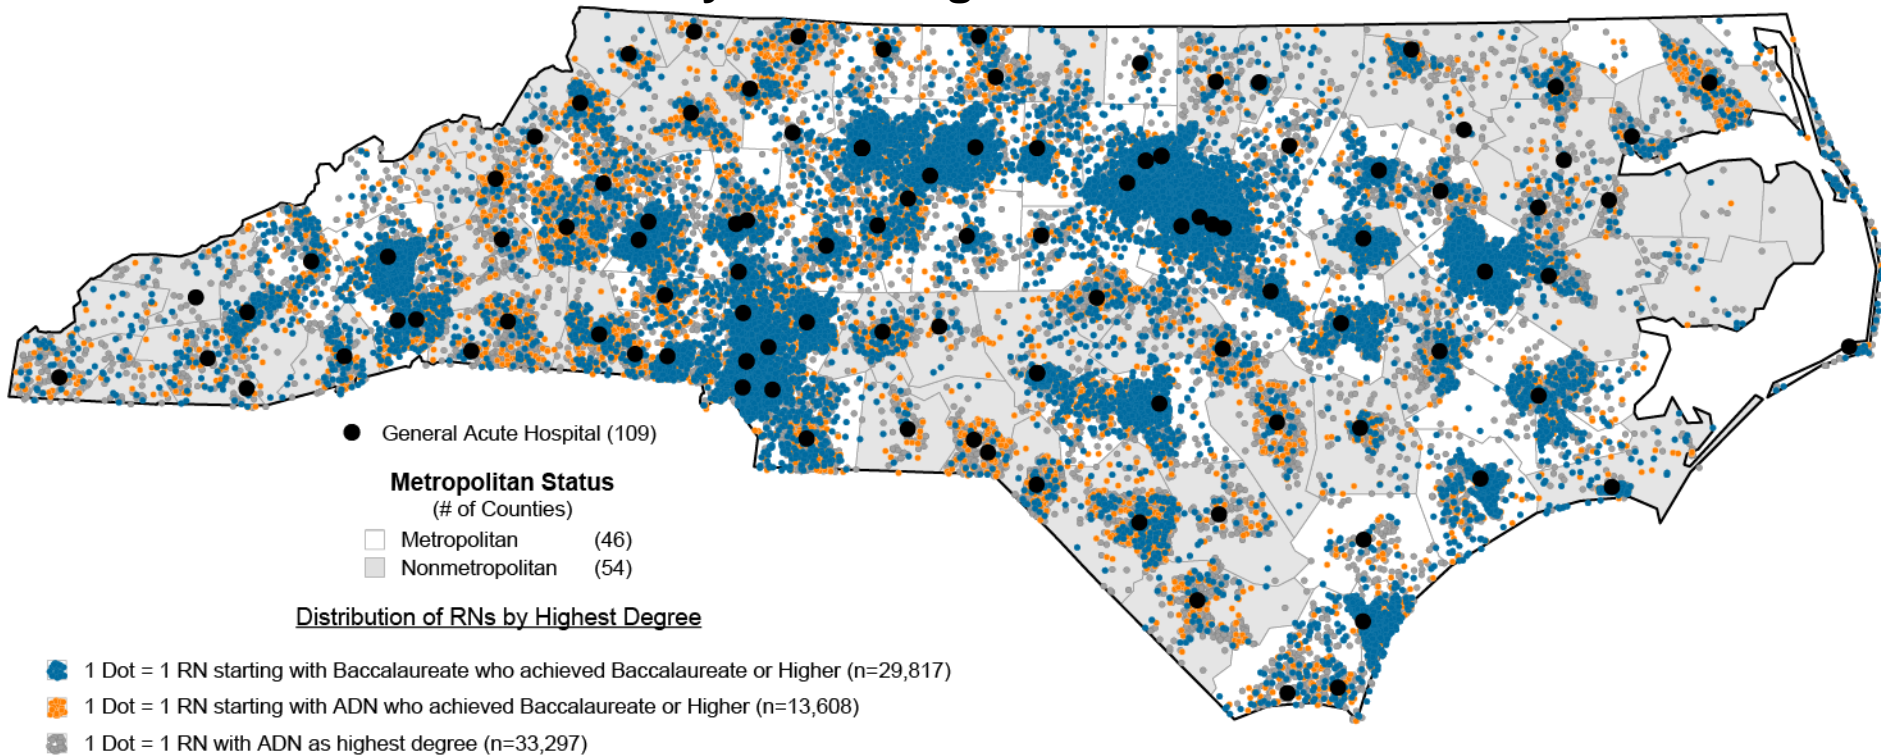 General Acute Hospital (109)
Metropolitan Status
(# of Counties)
Metropolitan (46)
Nonmetropolitan (54)
Distribution of RNs by Highest Degree
1 Dot = 1 RN starting with Baccalaureate who achieved Baccalaureate or Higher (n=29,817)
1 Dot = 1 RN starting with ADN who achieved Baccalaureate or Higher (n=13,608)
1 Dot = 1 RN with ADN as highest degree (n=33,297)